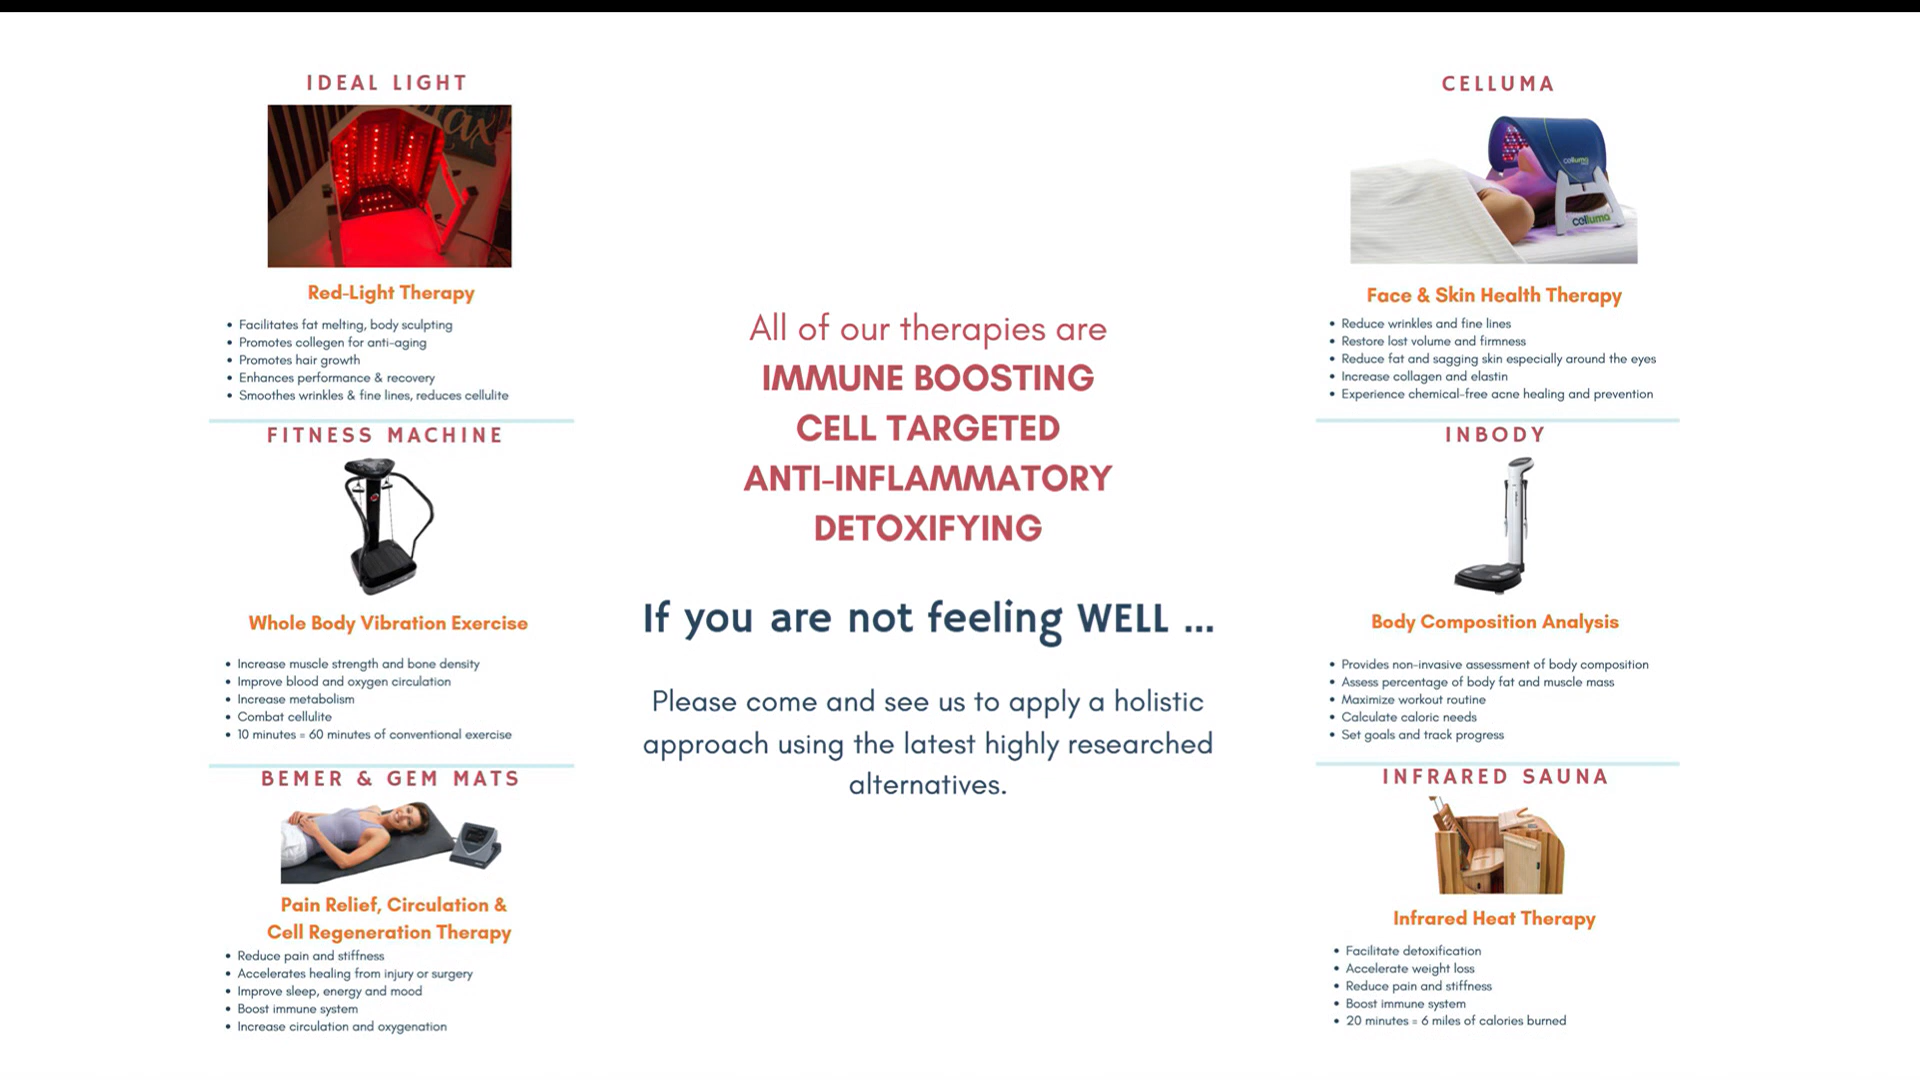 IDEAL LIGHT
Red-Light Therapy
• Facilitates fat melting, body sculpting
• Promotes collegen for anti-aging
• Promotes hair growth
• Enhances performance & recovery
• Smoothes wrinkles & fine lines, reduces cellulite
FITNESS MACHINE
Whole Body Vibration Exercise
• Increase muscle strength and bone density
• Improve blood and oxygen circulation
• Increase metabolism
• Combat cellulite
• 10 minutes = 60 minutes of conventional exercise
BEMER & GEM MATS
Pain Relief, Circulation &
Cell Regeneration Therapy
• Reduce pain and stiffness
• Accelerates healing from injury or surgery
• Improve sleep, energy and mood
• Boost immune system
• Increase circulation and oxygenation
All of our therapies are
IMMUNE BOOSTING
CELL TARGETED
ANTI-INFLAMMATORY
DETOXIFYING
If you are not feeling WELL ...
Please come and see us to apply a holistic
approach using the latest highly researched
alternatives.
CELLUMA
celluma
celluma
Face & Skin Health Therapy
• Reduce wrinkles and fine lines
• Restore lost volume and firmness
• Reduce fat and sagging skin especially around the eyes
• Increase collagen and elastin
• Experience chemical-free acne healing and prevention
INBODY
Body Composition Analysis
• Provides non-invasive assessment of body composition
• Assess percentage of body fat and muscle mass
• Maximize workout routine
• Calculate caloric needs
• Set goals and track progress
INFRARED SAUNA
Infrared Heat Therapy
• Facilitate detoxification
• Accelerate weight loss
• Reduce pain and stiffness
• Boost immune system
• 20 minutes = 6 miles of calories burned